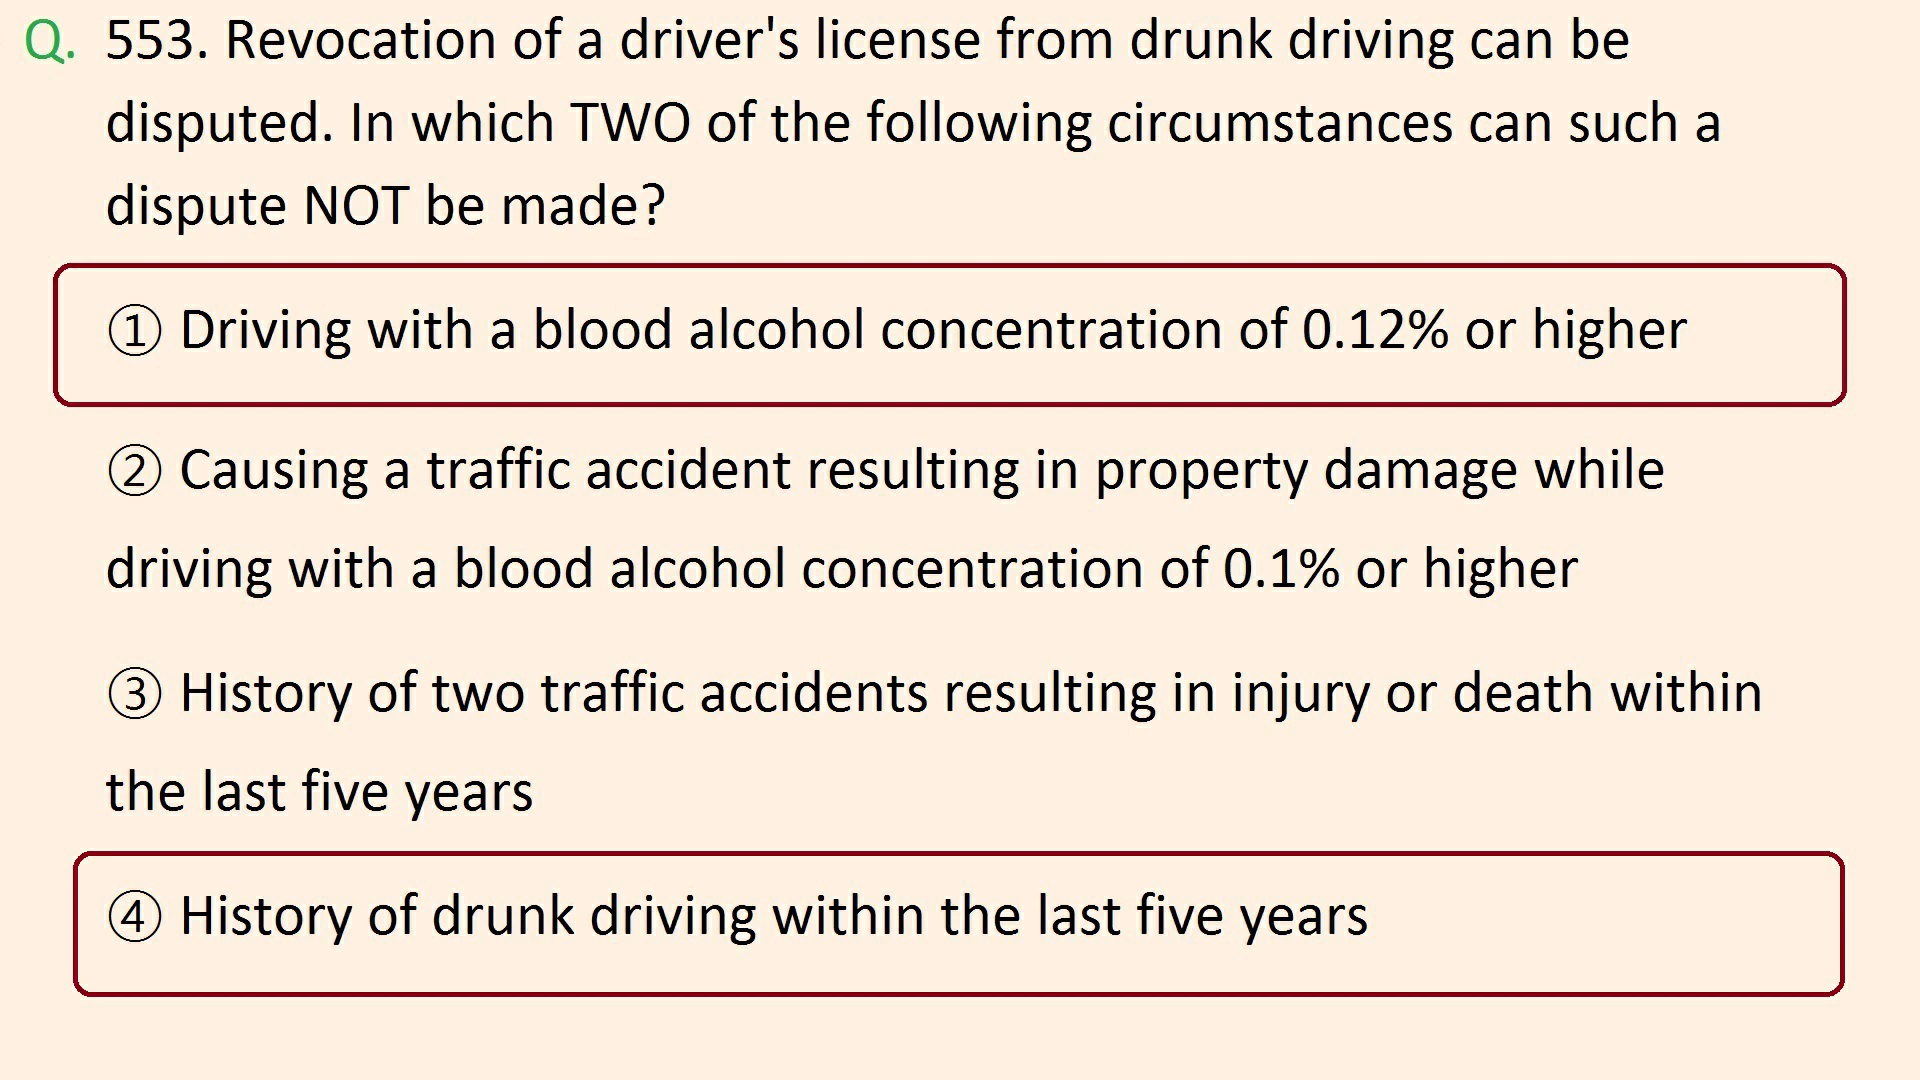 Q. 553. Revocation of a driver's license from drunk driving can be
disputed. In which TWO of the following circumstances can such a
dispute NOT be made?
① Driving with a blood alcohol concentration of 0.12% or higher
② Causing a traffic accident resulting in property damage while
driving with a blood alcohol concentration of 0.1% or higher
③ History of two traffic accidents resulting in injury or death within
the last five years
④ History of drunk driving within the last five years